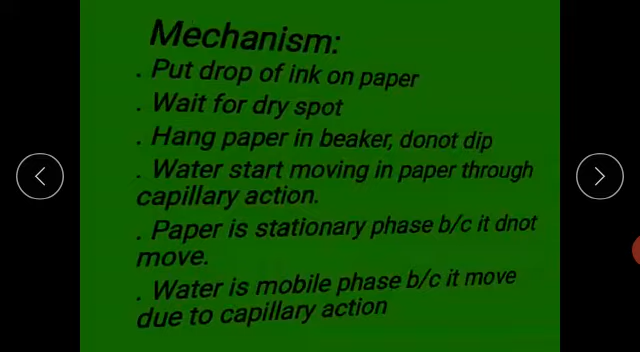 Mechanism:
. Put drop of ink on paper
. Wait for dry spot
. Hang paper in beaker, donot dip
. Water start moving in paper through
capillary action.
. Paper is stationary phase b/c it dnot
move.
. Water is mobile phase b/c it move
due to capillary action